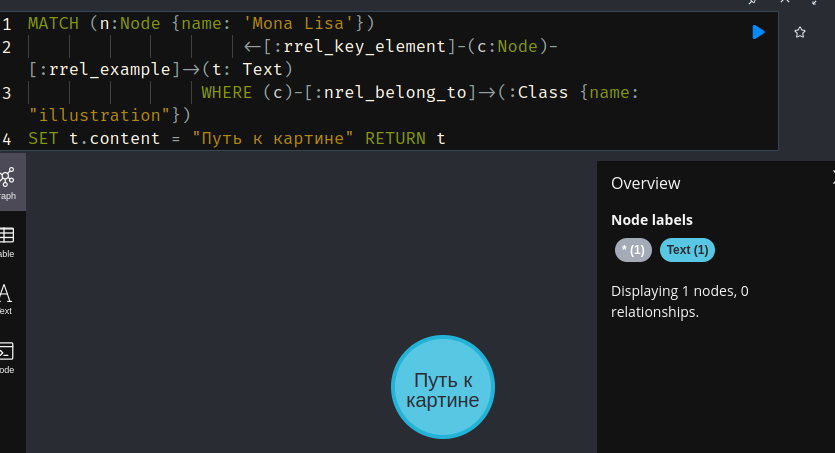 1 MATCH (n:Node {name: 'Mona Lisa'})
2 <-[:rrel_key_element]-(c:Node)-
[:rrel_example]->(t: Text)
3 WHERE (c)-[:nrel_belong_to]->(:Class {name:
"illustration"})
4 SET t.content = "Путь к картине" RETURN t
raph
able
ext
ode
Overview
Node labels
* (1) Text (1)
Displaying 1 nodes, 0
relationships.
Путь к
картине